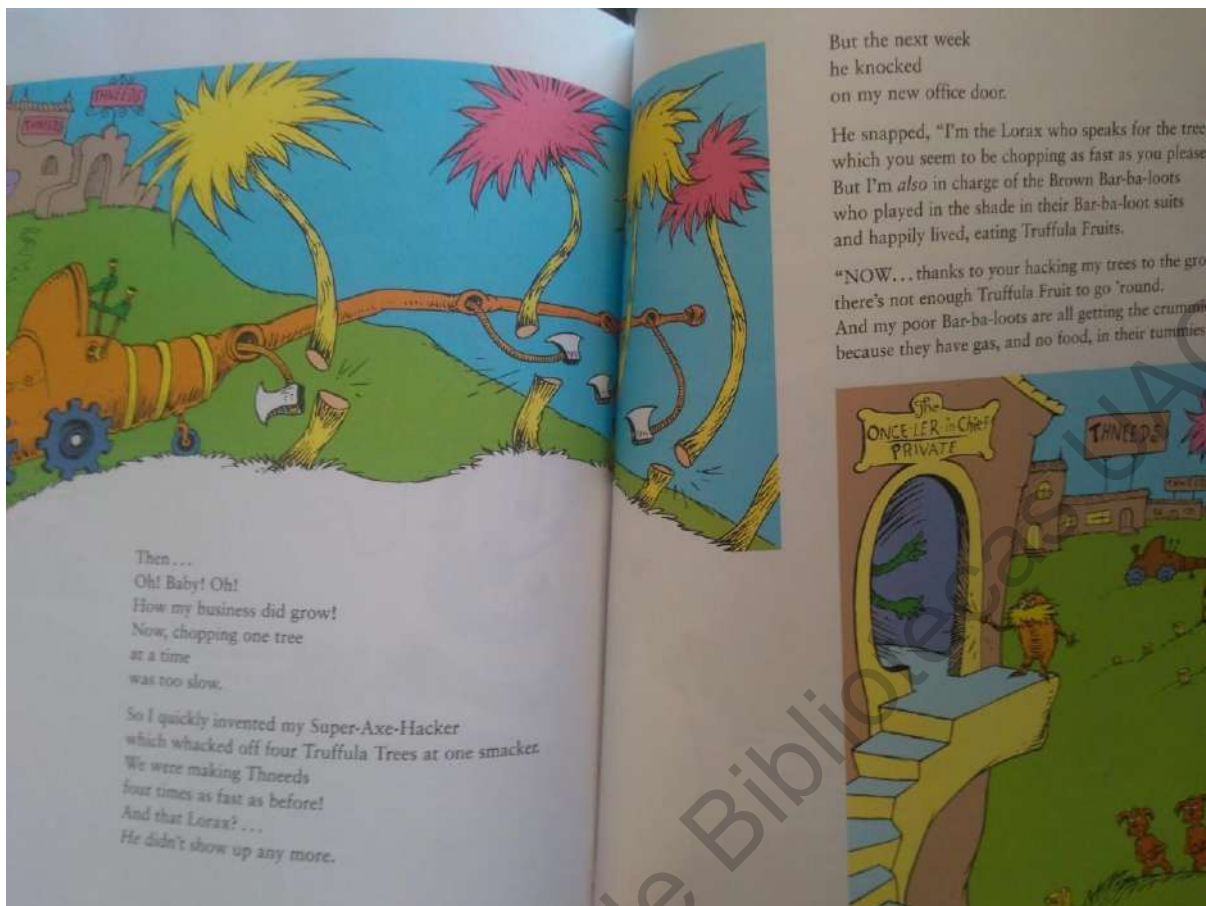 THNEEDS
THNEEDS
Then...
Oh! Baby! Oh!
How my business did grow!
Now, chopping one tree
at a time
was too slow.
So I quickly invented my Super-Axe-Hacker
which whacked off four Truffula Trees at one smacker.
We were making Thneeds
four times as fast as before!
And that Lorax?...
He didn't show up any more.
But the next week
he knocked
on my new office door.
He snapped, "I'm the Lorax who speaks for the tree
which you seem to be chopping as fast as you please
But I'm also in charge of the Brown Bar-ba-loots
who played in the shade in their Bar-ba-loot suits
and happily lived, eating Truffula Fruits.
"NOW...thanks to your hacking my trees to the gro
there's not enough Truffula Fruit to go 'round.
And my poor Bar-ba-loots are all getting the crummi
because they have gas, and no food, in their tummies
The
ONCE-LER in Chief
PRIVATE
THNEEDS
THNEEDS
de Bibliotecas UAC